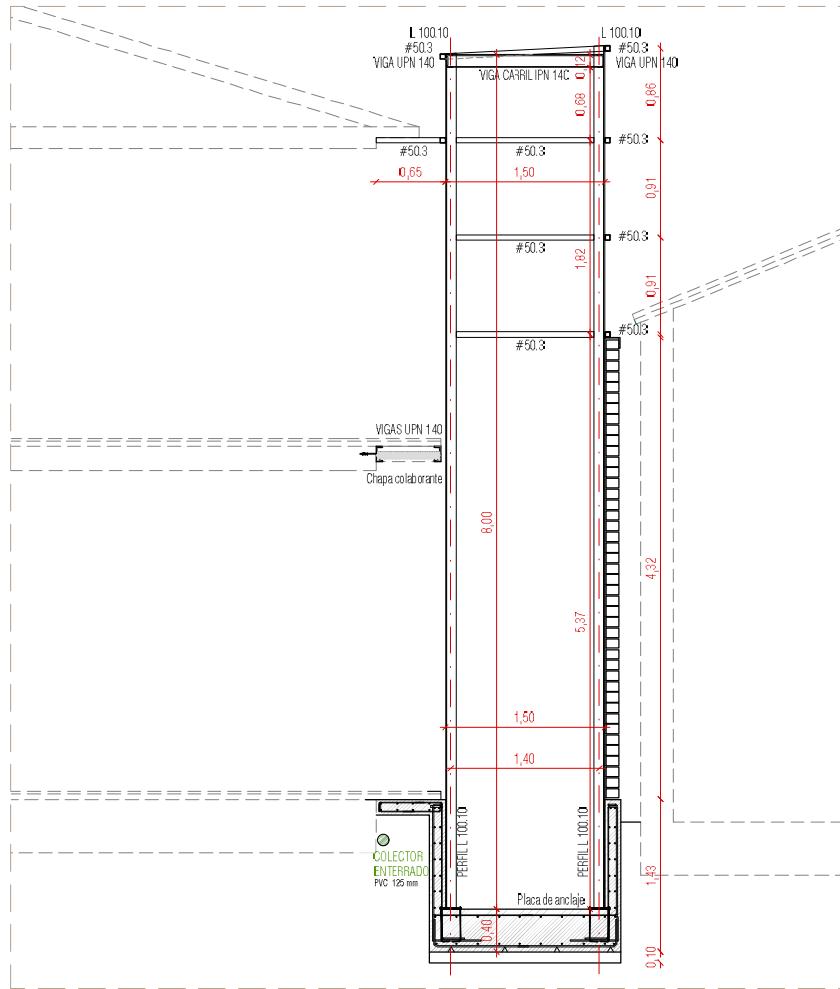 L 100.10
L 100.10
#50.3
#50.3
VIGA UPN 140
VIGA UPN 140
VIGA CARRIL IPN 140
0,12
0,68
0,86
#50.3
#50.3
#50.3
0,65
1,50
0,91
#50.3
#50.3
1,82
0,91
#50.3
#50.3
VIGAS UPN 140
Chapa colaborante
8,00
4,32
5,37
1,50
1,40
PERFIL L 100.10
PERFIL L 100.10
COLECTOR
ENTERRADO
PVC 125 mm
1,43
Placa de anclaje
0,40
0,10